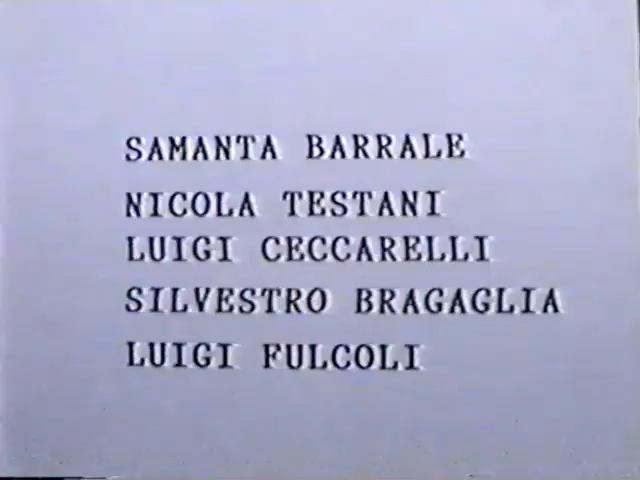 SAMANTA BARRALE
NICOLA TESTANI
LUIGI CECCARELLI
SILVESTRO BRAGAGLIA
LUIGI FULCOLI